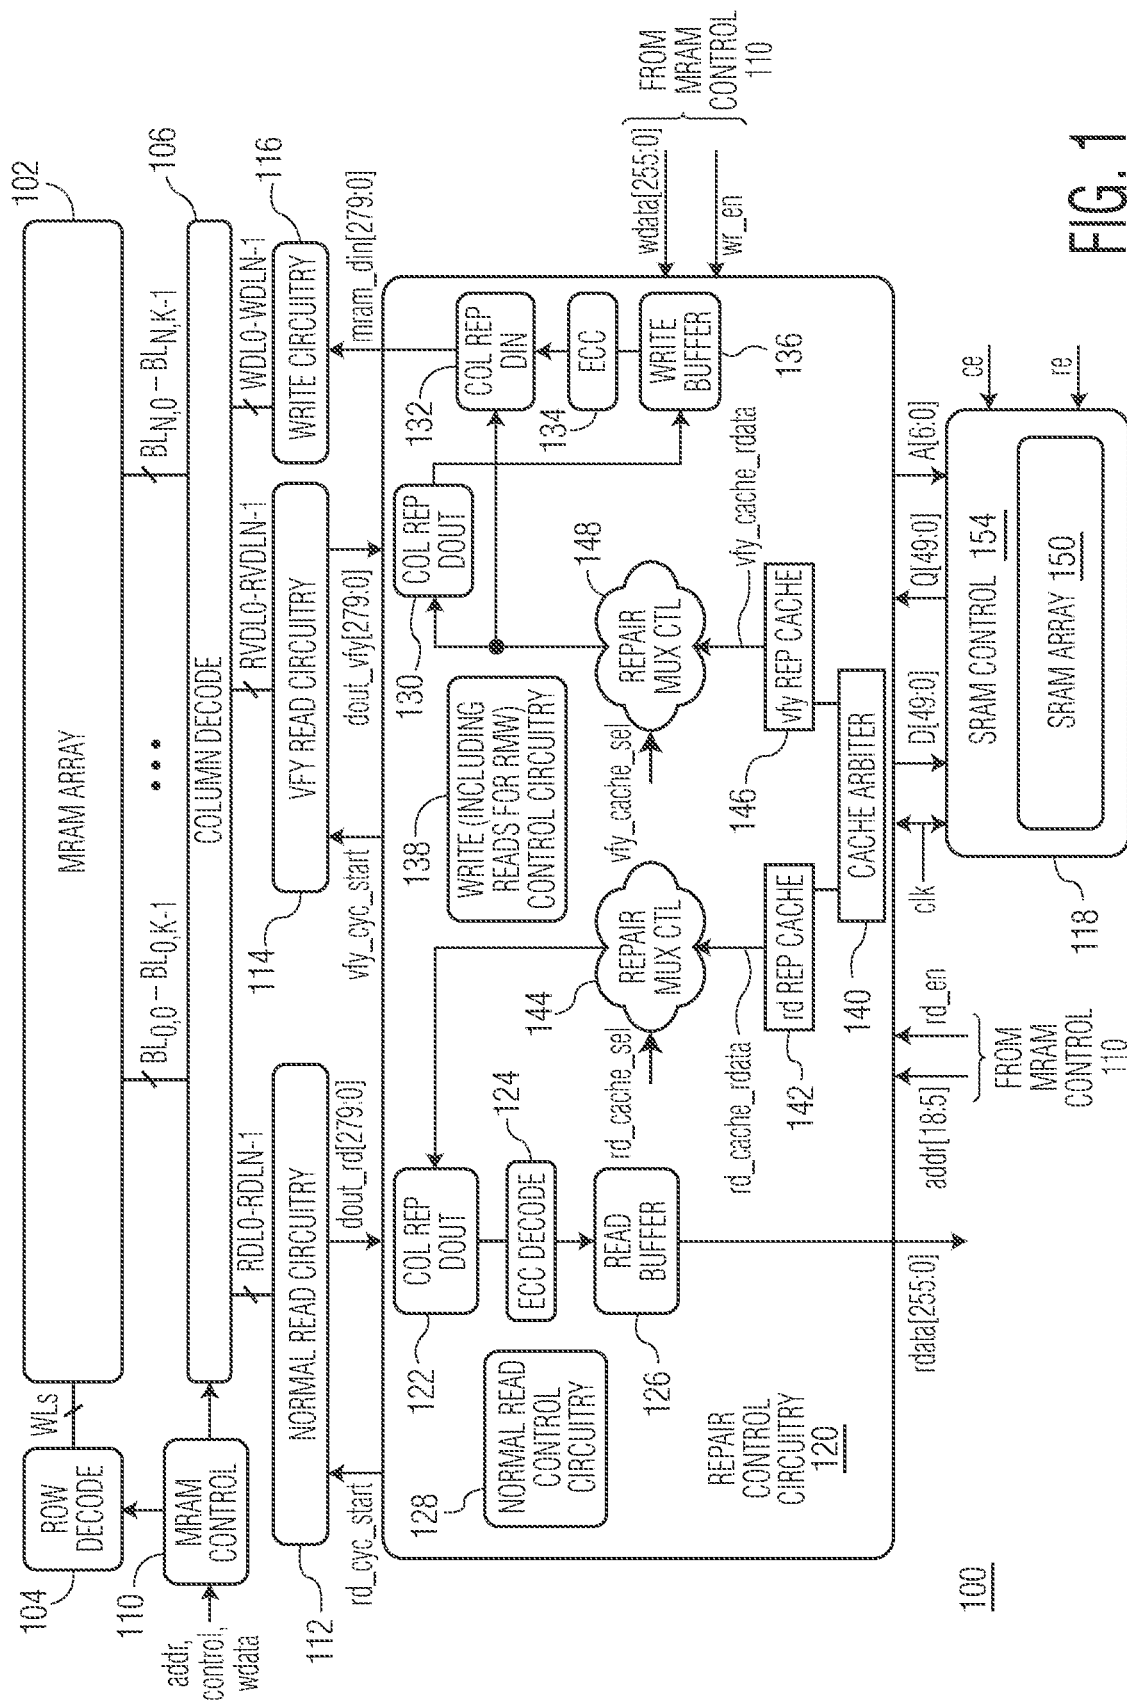 102
MRAM ARRAY
WLs
ROW
DECODE
104
BL0,0 – BL0,K-1
BLN,0 – BLN,K-1
106
COLUMN DECODE
MRAM
CONTROL
110
addr,
control,
wdata
RDL0-RDLN-1
RVDL0-RVDLN-1
WDL0-WDLN-1
116
NORMAL READ CIRCUITRY
112
VFY READ CIRCUITRY
114
WRITE CIRCUITRY
rd_cyc_start
dout_rd[279:0]
vfy_cyc_start
dout_vfy[279:0]
mram_din[279:0]
COL REP
DOUT
122
COL REP
DOUT
130
COL REP
DIN
132
NORMAL READ
CONTROL
CIRCUITRY
128
ECC DECODE
124
WRITE (INCLUDING
READS FOR RMW)
CONTROL CIRCUITRY
138
ECC
134
READ
BUFFER
126
rd_cache_sel
REPAIR
MUX CTL
144
vfy_cache_sel
REPAIR
MUX CTL
148
WRITE
BUFFER
136
wdata[255:0]
wr_en
FROM
MRAM
CONTROL
110
rd_cache_rdata
vfy_cache_rdata
rd REP CACHE
142
vfy REP CACHE
146
CACHE ARBITER
140
REPAIR
CONTROL
CIRCUITRY
120
rdata[255:0]
addr[18:5]
rd_en
FROM
MRAM
CONTROL
110
clk
D[49:0]
Q[49:0]
A[6:0]
ce
re
SRAM CONTROL 154
SRAM ARRAY 150
118
100
FIG. 1